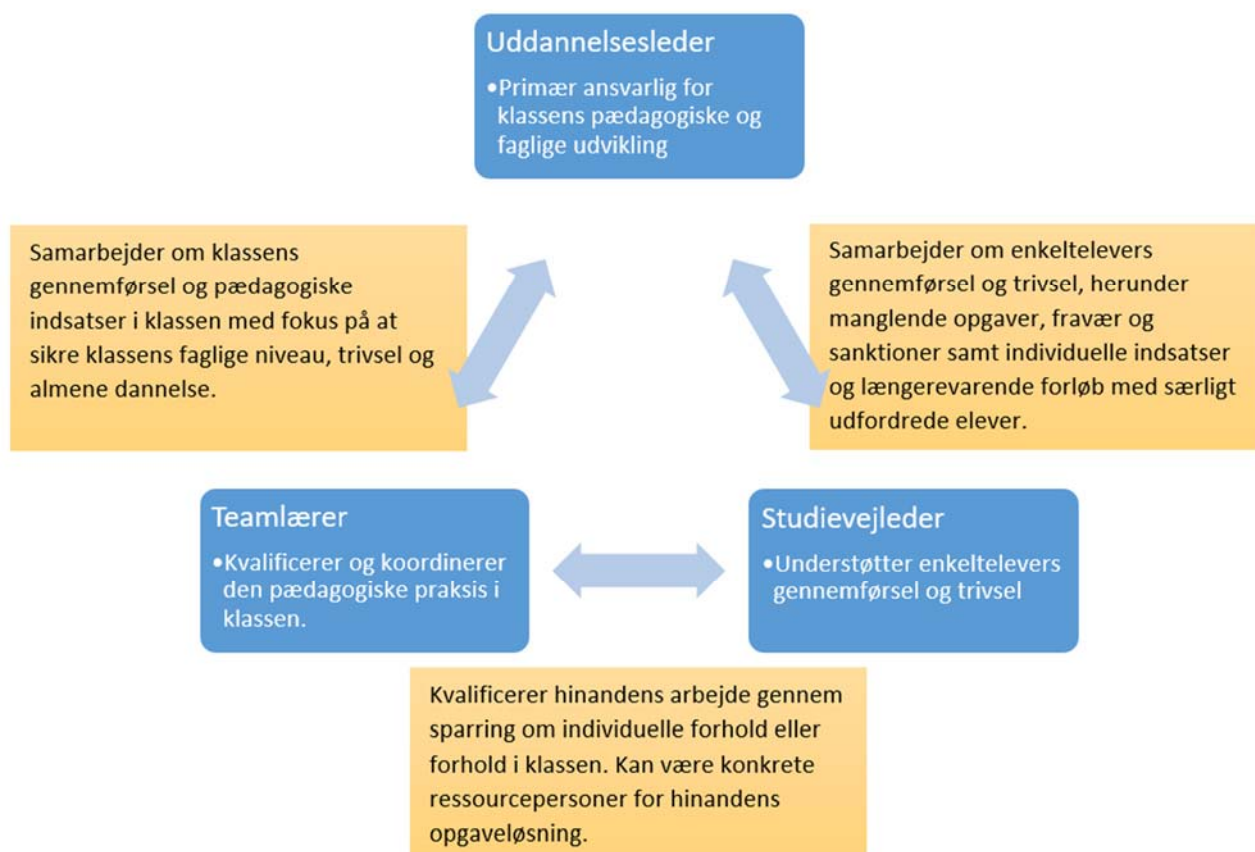 Uddannelsesleder
•Primær ansvarlig for
klassens pædagogiske og
faglige udvikling
Samarbejder om klassens
gennemførsel og pædagogiske
indsatser i klassen med fokus på at
sikre klassens faglige niveau, trivsel og
almene dannelse.
Samarbejder om enkeltelevers
gennemførsel og trivsel, herunder
manglende opgaver, fravær og
sanktioner samt individuelle indsatser
og længerevarende forløb med særligt
udfordrede elever.
Teamlærer
•Kvalificerer og koordinerer
den pædagogiske praksis i
klassen.
Studievejleder
•Understøtter enkeltelevers
gennemførsel og trivsel
Kvalificerer hinandens arbejde gennem
sparring om individuelle forhold eller
forhold i klassen. Kan være konkrete
ressourcepersoner for hinandens
opgaveløsning.